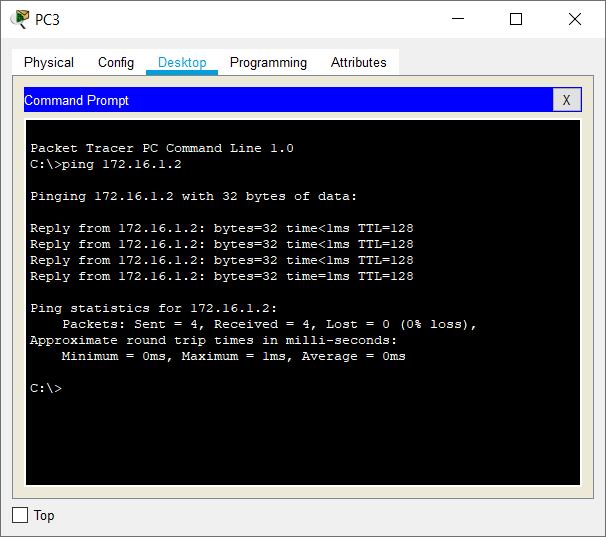 PC3
Physical Config Desktop Programming Attributes
Command Prompt X
Packet Tracer PC Command Line 1.0
C:\>ping 172.16.1.2
Pinging 172.16.1.2 with 32 bytes of data:
Reply from 172.16.1.2: bytes=32 time<1ms TTL=128
Reply from 172.16.1.2: bytes=32 time<1ms TTL=128
Reply from 172.16.1.2: bytes=32 time<1ms TTL=128
Reply from 172.16.1.2: bytes=32 time=1ms TTL=128
Ping statistics for 172.16.1.2:
    Packets: Sent = 4, Received = 4, Lost = 0 (0% loss),
Approximate round trip times in milli-seconds:
    Minimum = 0ms, Maximum = 1ms, Average = 0ms
C:\>
Top